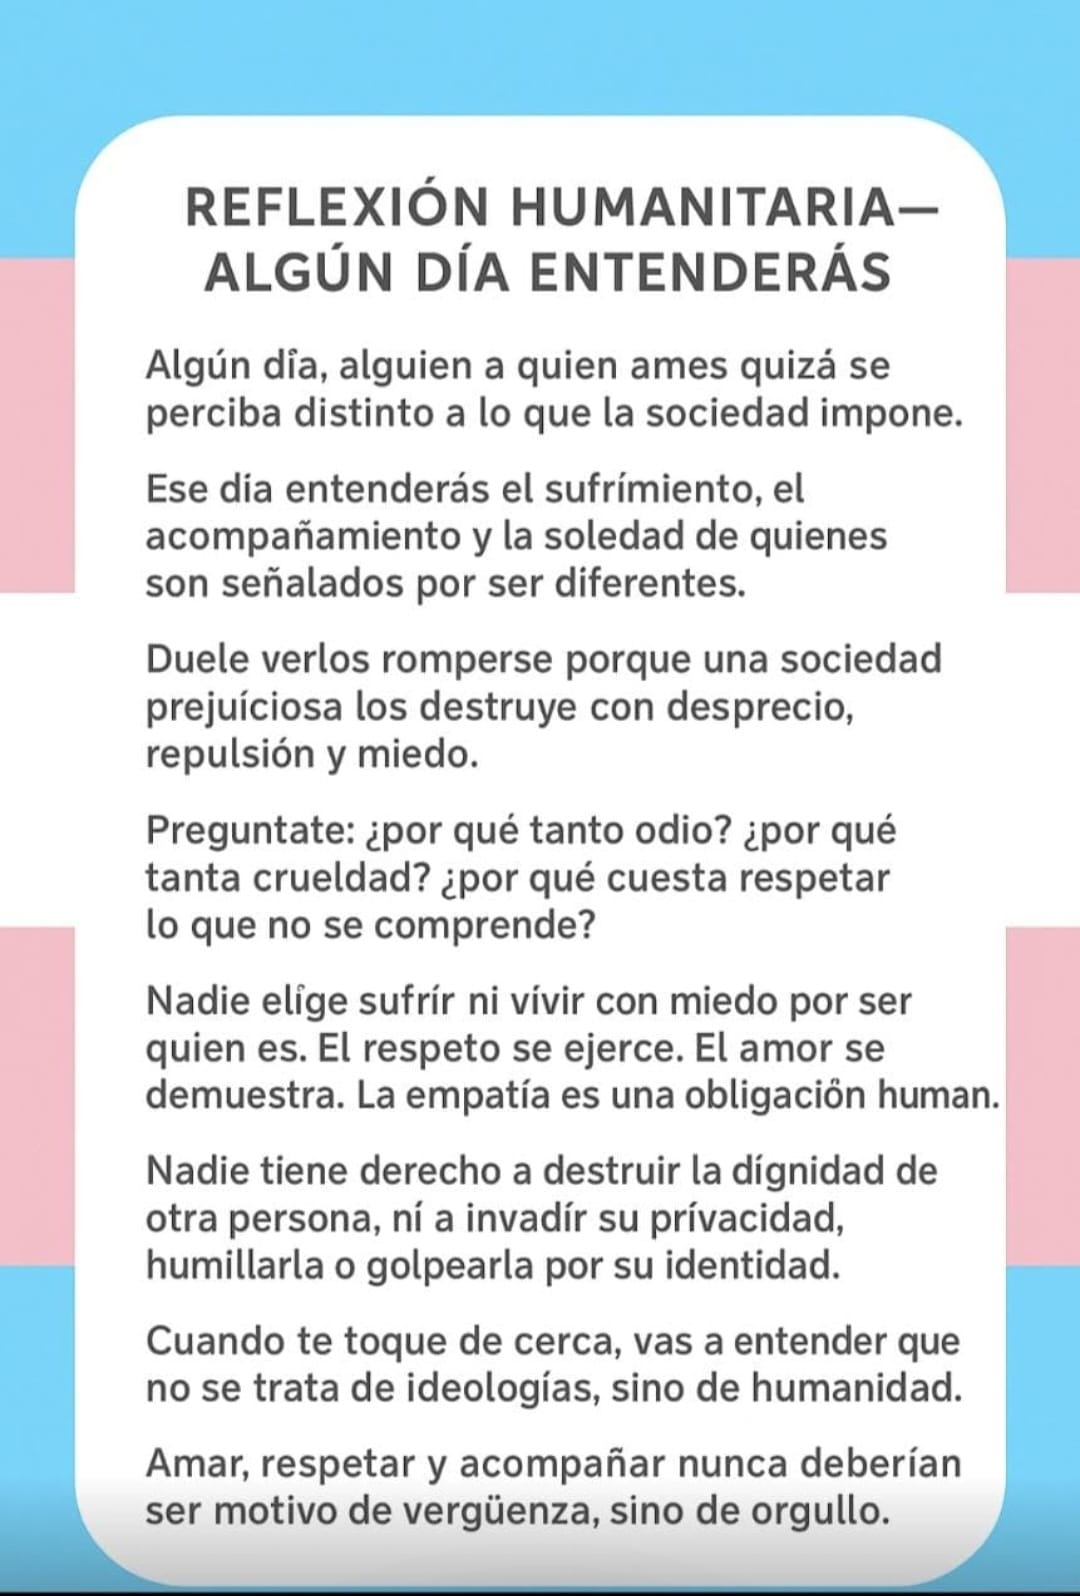 REFLEXIÓN HUMANITARIA—
ALGÚN DÍA ENTENDERÁS
Algún día, alguien a quien ames quizá se
perciba distinto a lo que la sociedad impone.
Ese día entenderás el sufrímiento, el
acompañamiento y la soledad de quienes
son señalados por ser diferentes.
Duele verlos romperse porque una sociedad
prejuíciosa los destruye con desprecio,
repulsión y miedo.
Preguntate: ¿por qué tanto odio? ¿por qué
tanta crueldad? ¿por qué cuesta respetar
lo que no se comprende?
Nadie elíge sufrír ni vívir con miedo por ser
quien es. El respeto se ejerce. El amor se
demuestra. La empatía es una obligación human.
Nadie tiene derecho a destruir la dígnidad de
otra persona, ní a invadír su prívacidad,
humillarla o golpearla por su identidad.
Cuando te toque de cerca, vas a entender que
no se trata de ideologías, sino de humanidad.
Amar, respetar y acompañar nunca deberían
ser motivo de vergüenza, sino de orgullo.